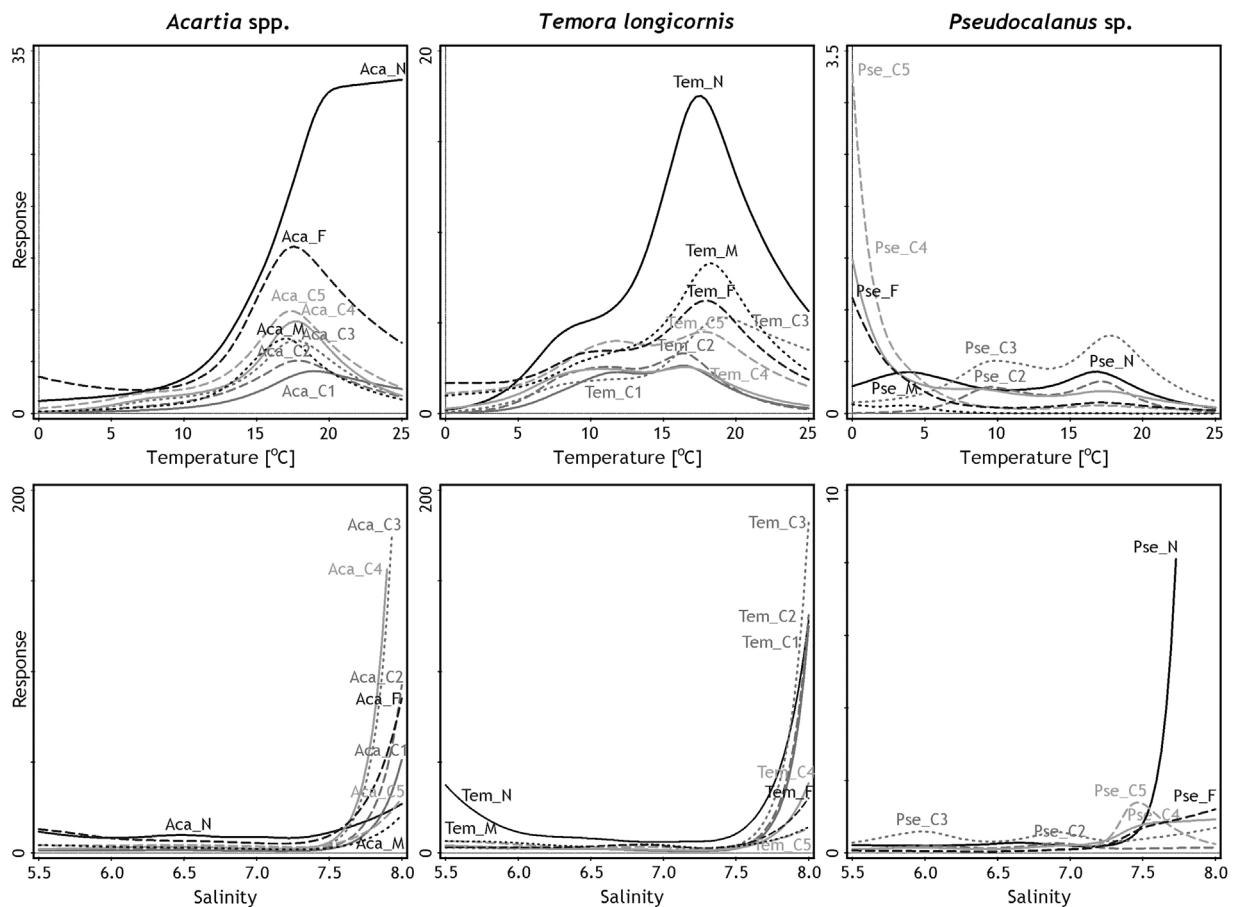 Acartia spp.
Temora longicornis
Pseudocalanus sp.
35
Response
0
Aca_N
Aca_F
Aca_C5
Aca_C4
Aca_M
Aca_C3
Aca_C2
Aca_C1
0 5 10 15 20 25
Temperature [°C]
20
0
Tem_N
Tem_M
Tem_F
Tem_C5
Tem_C3
Tem_C2
Tem_C4
Tem_C1
0 5 10 15 20 25
Temperature [°C]
3.5
0
Pse_C5
Pse_C4
Pse_F
Pse_C3
Pse_N
Pse_C2
Pse_M
0 5 10 15 20 25
Temperature [°C]
200
Response
0
Aca_C3
Aca_C4
Aca_C2
Aca_F
Aca_C1
Aca_C5
Aca_N
Aca_M
5.5 6.0 6.5 7.0 7.5 8.0
Salinity
200
0
Tem_C3
Tem_C2
Tem_C1
Tem_C4
Tem_N
Tem_F
Tem_M
Tem_C5
5.5 6.0 6.5 7.0 7.5 8.0
Salinity
10
0
Pse_N
Pse_C5
Pse_F
Pse_C4
Pse_C3
Pse_C2
5.5 6.0 6.5 7.0 7.5 8.0
Salinity